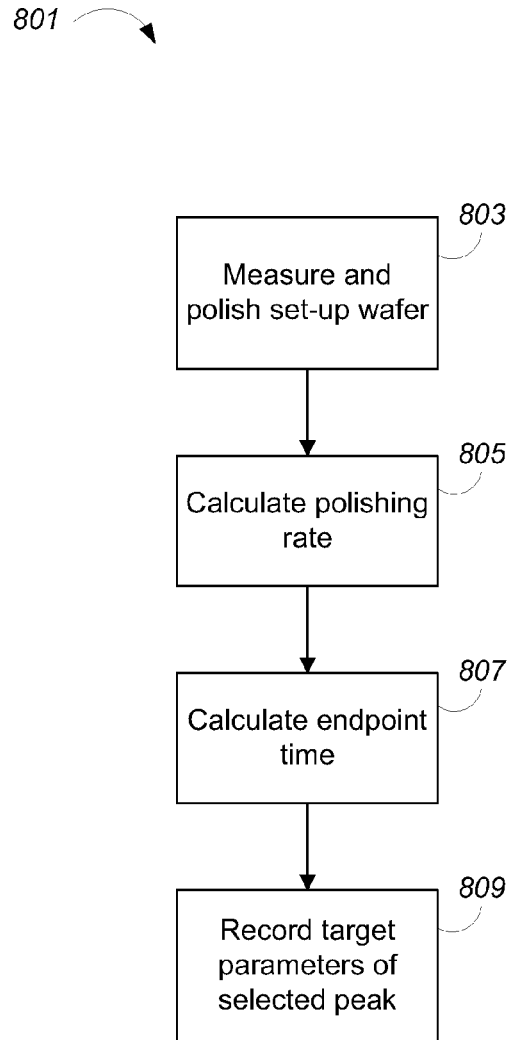 801
803
Measure and
polish set-up wafer
805
Calculate polishing
rate
807
Calculate endpoint
time
809
Record target
parameters of
selected peak